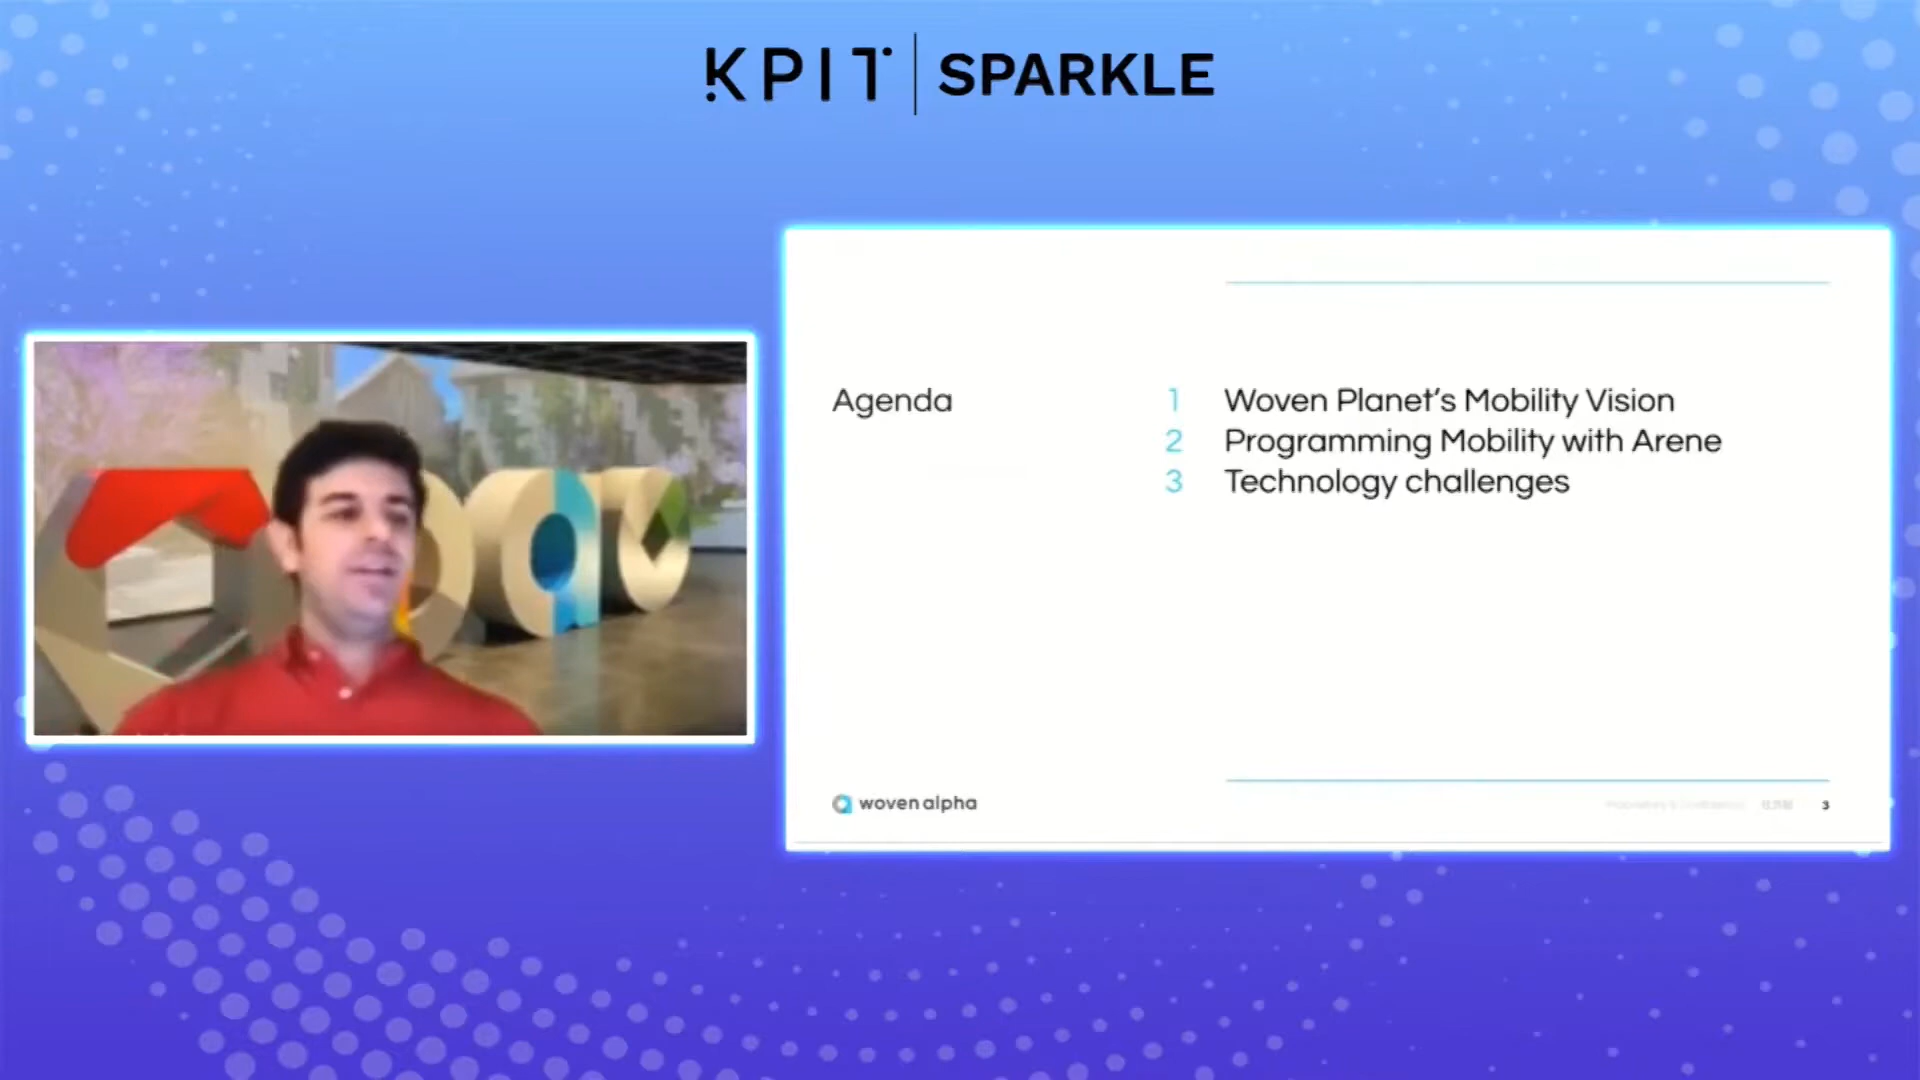 KPIT | SPARKLE
Agenda
1 Woven Planet's Mobility Vision
2 Programming Mobility with Arene
3 Technology challenges
woven alpha
3